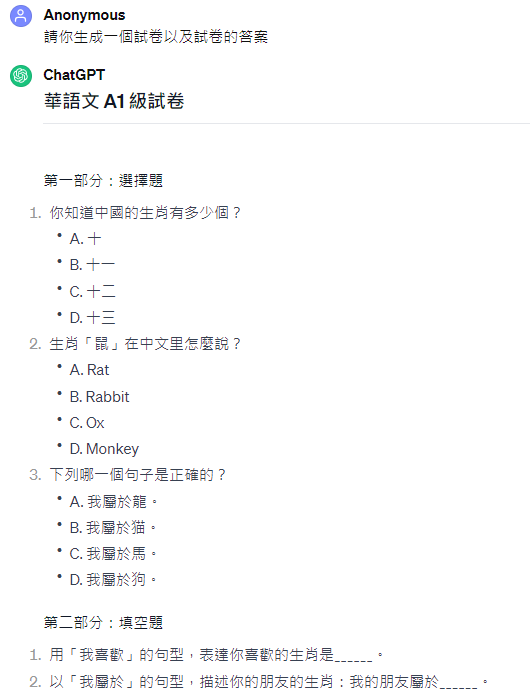 Anonymous
請你生成一個試卷以及試卷的答案
ChatGPT
華語文 A1 級試卷
第一部分：選擇題
1. 你知道中國的生肖有多少個？
• A. 十
• B. 十一
• C. 十二
• D. 十三
2. 生肖「鼠」在中文里怎麼說？
• A. Rat
• B. Rabbit
• C. Ox
• D. Monkey
3. 下列哪一個句子是正確的？
• A. 我屬於龍。
• B. 我屬於猫。
• C. 我屬於馬。
• D. 我屬於狗。
第二部分：填空題
1. 用「我喜歡」的句型，表達你喜歡的生肖是______。
2. 以「我屬於」的句型，描述你的朋友的生肖：我的朋友屬於______。